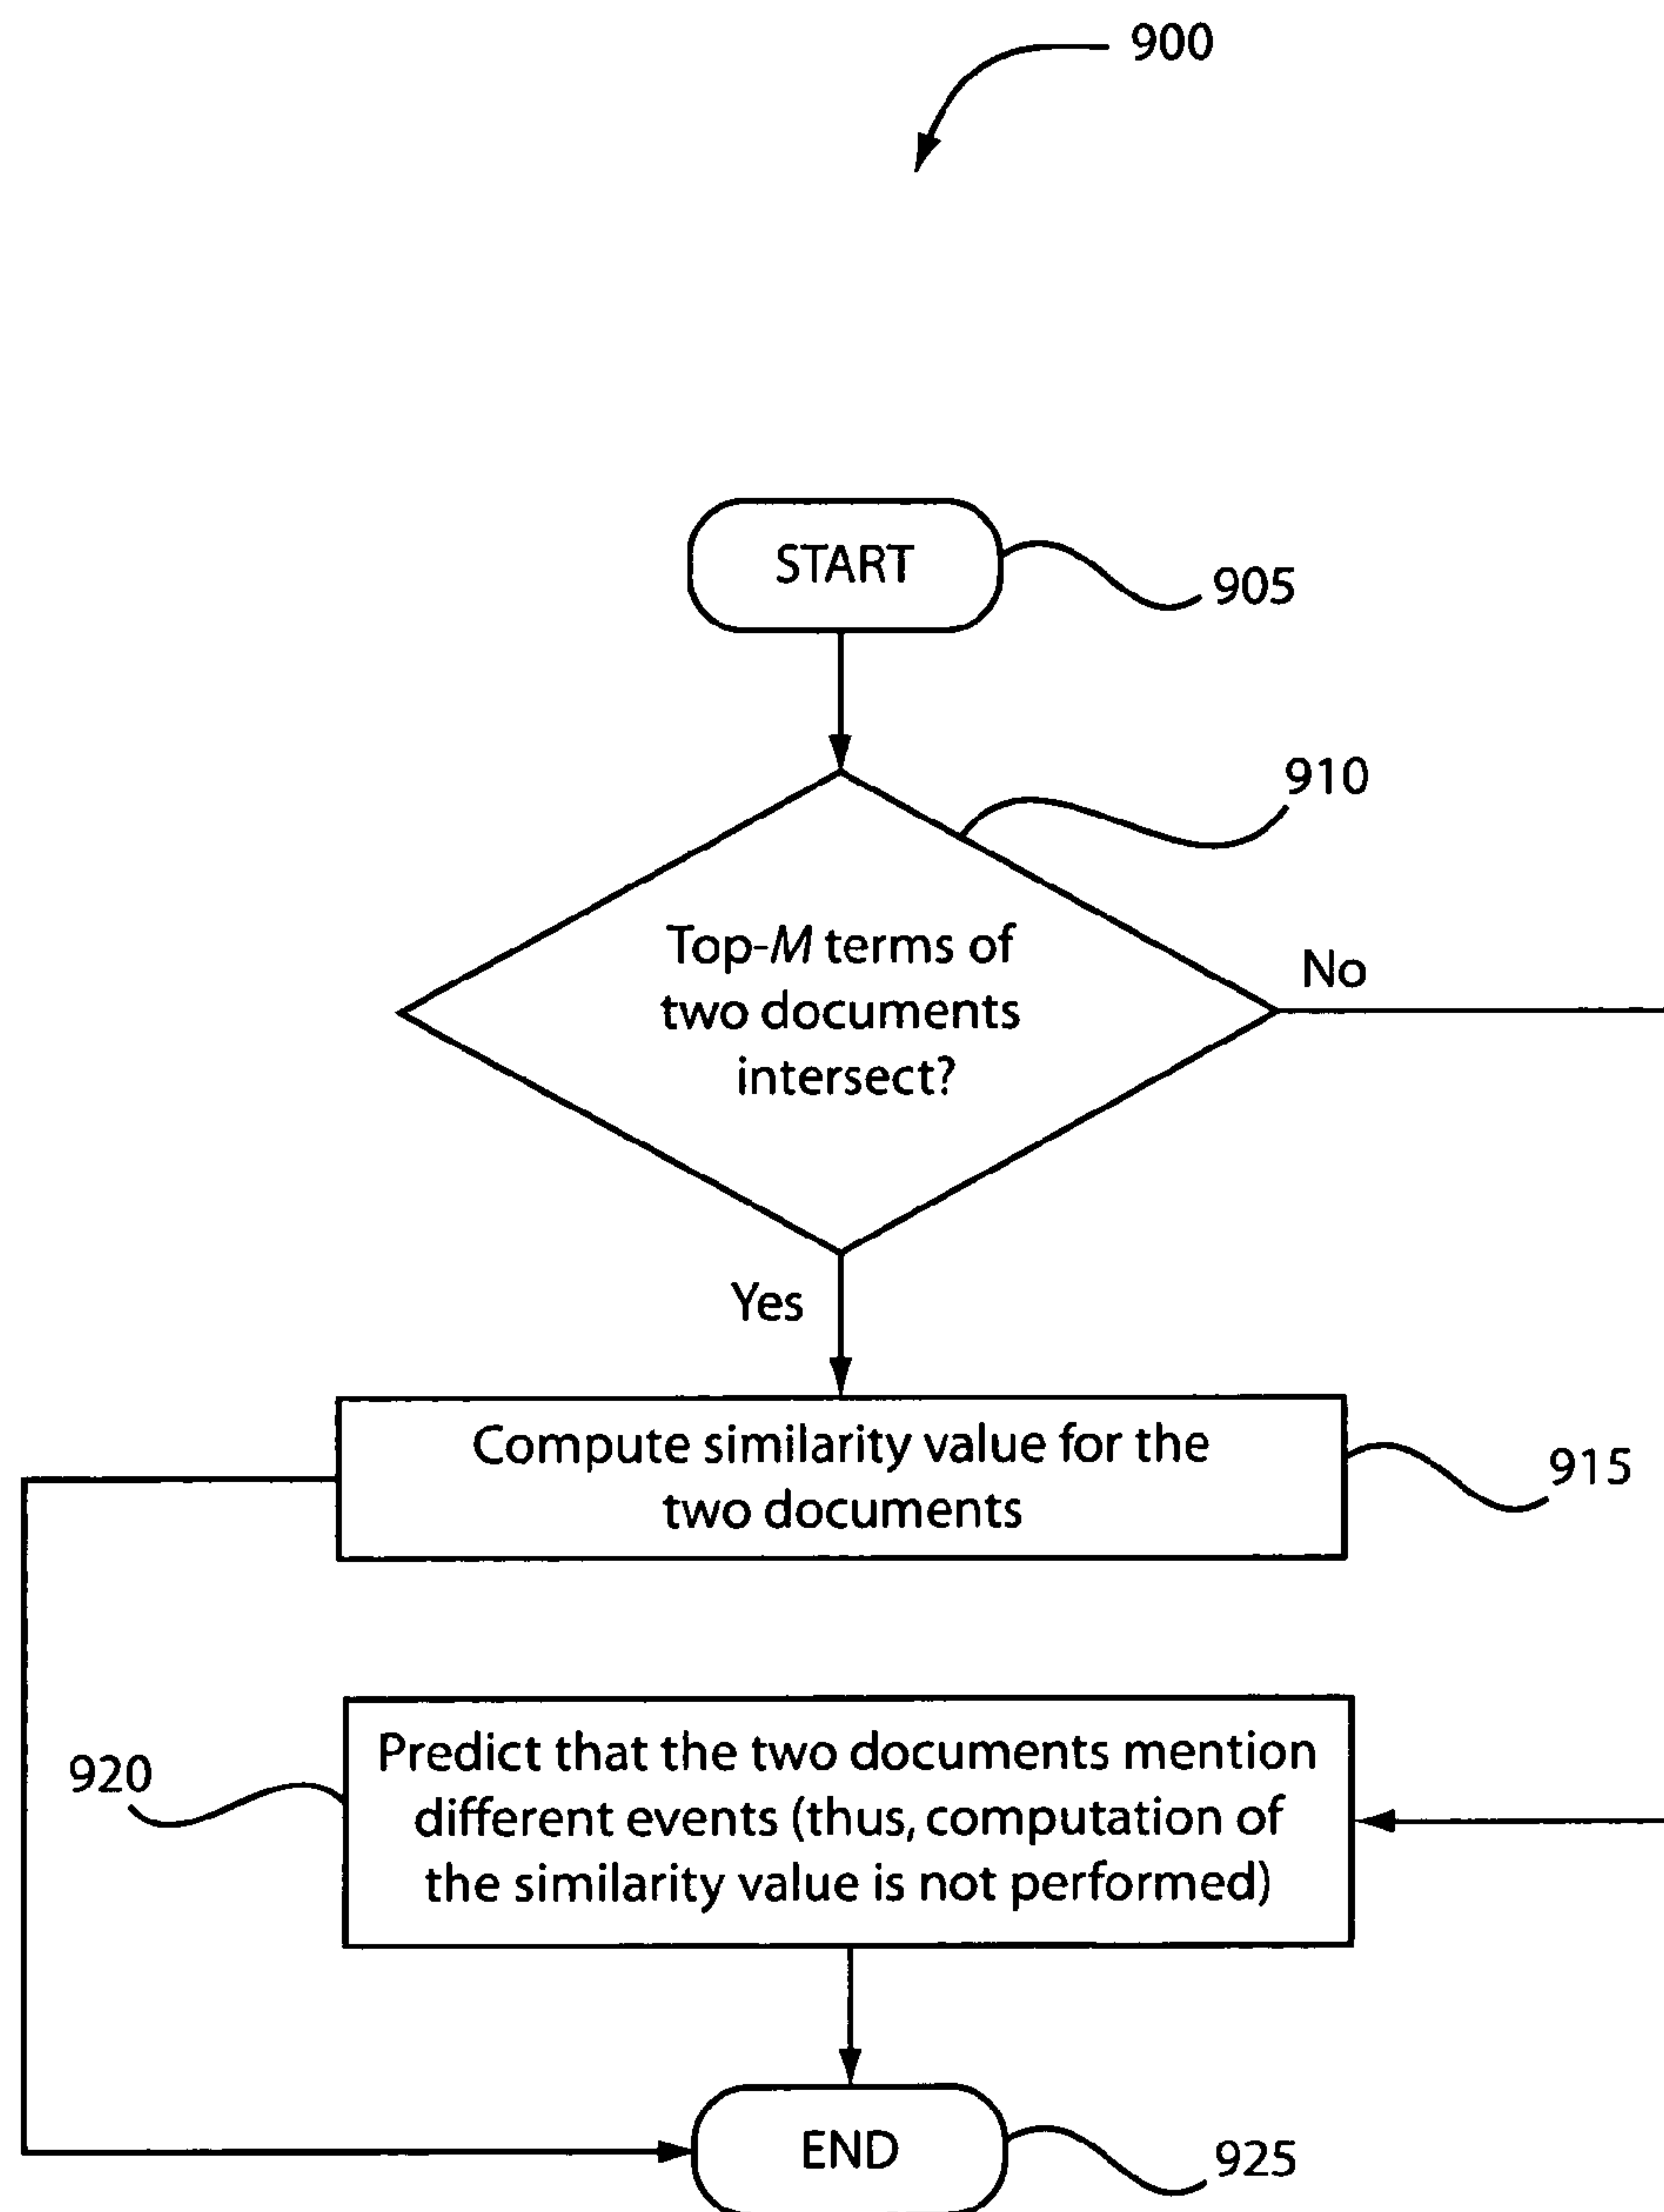 900
START
905
910
Top-M terms of
two documents
intersect?
No
Yes
Compute similarity value for the
two documents
915
Predict that the two documents mention
different events (thus, computation of
the similarity value is not performed)
920
END
925